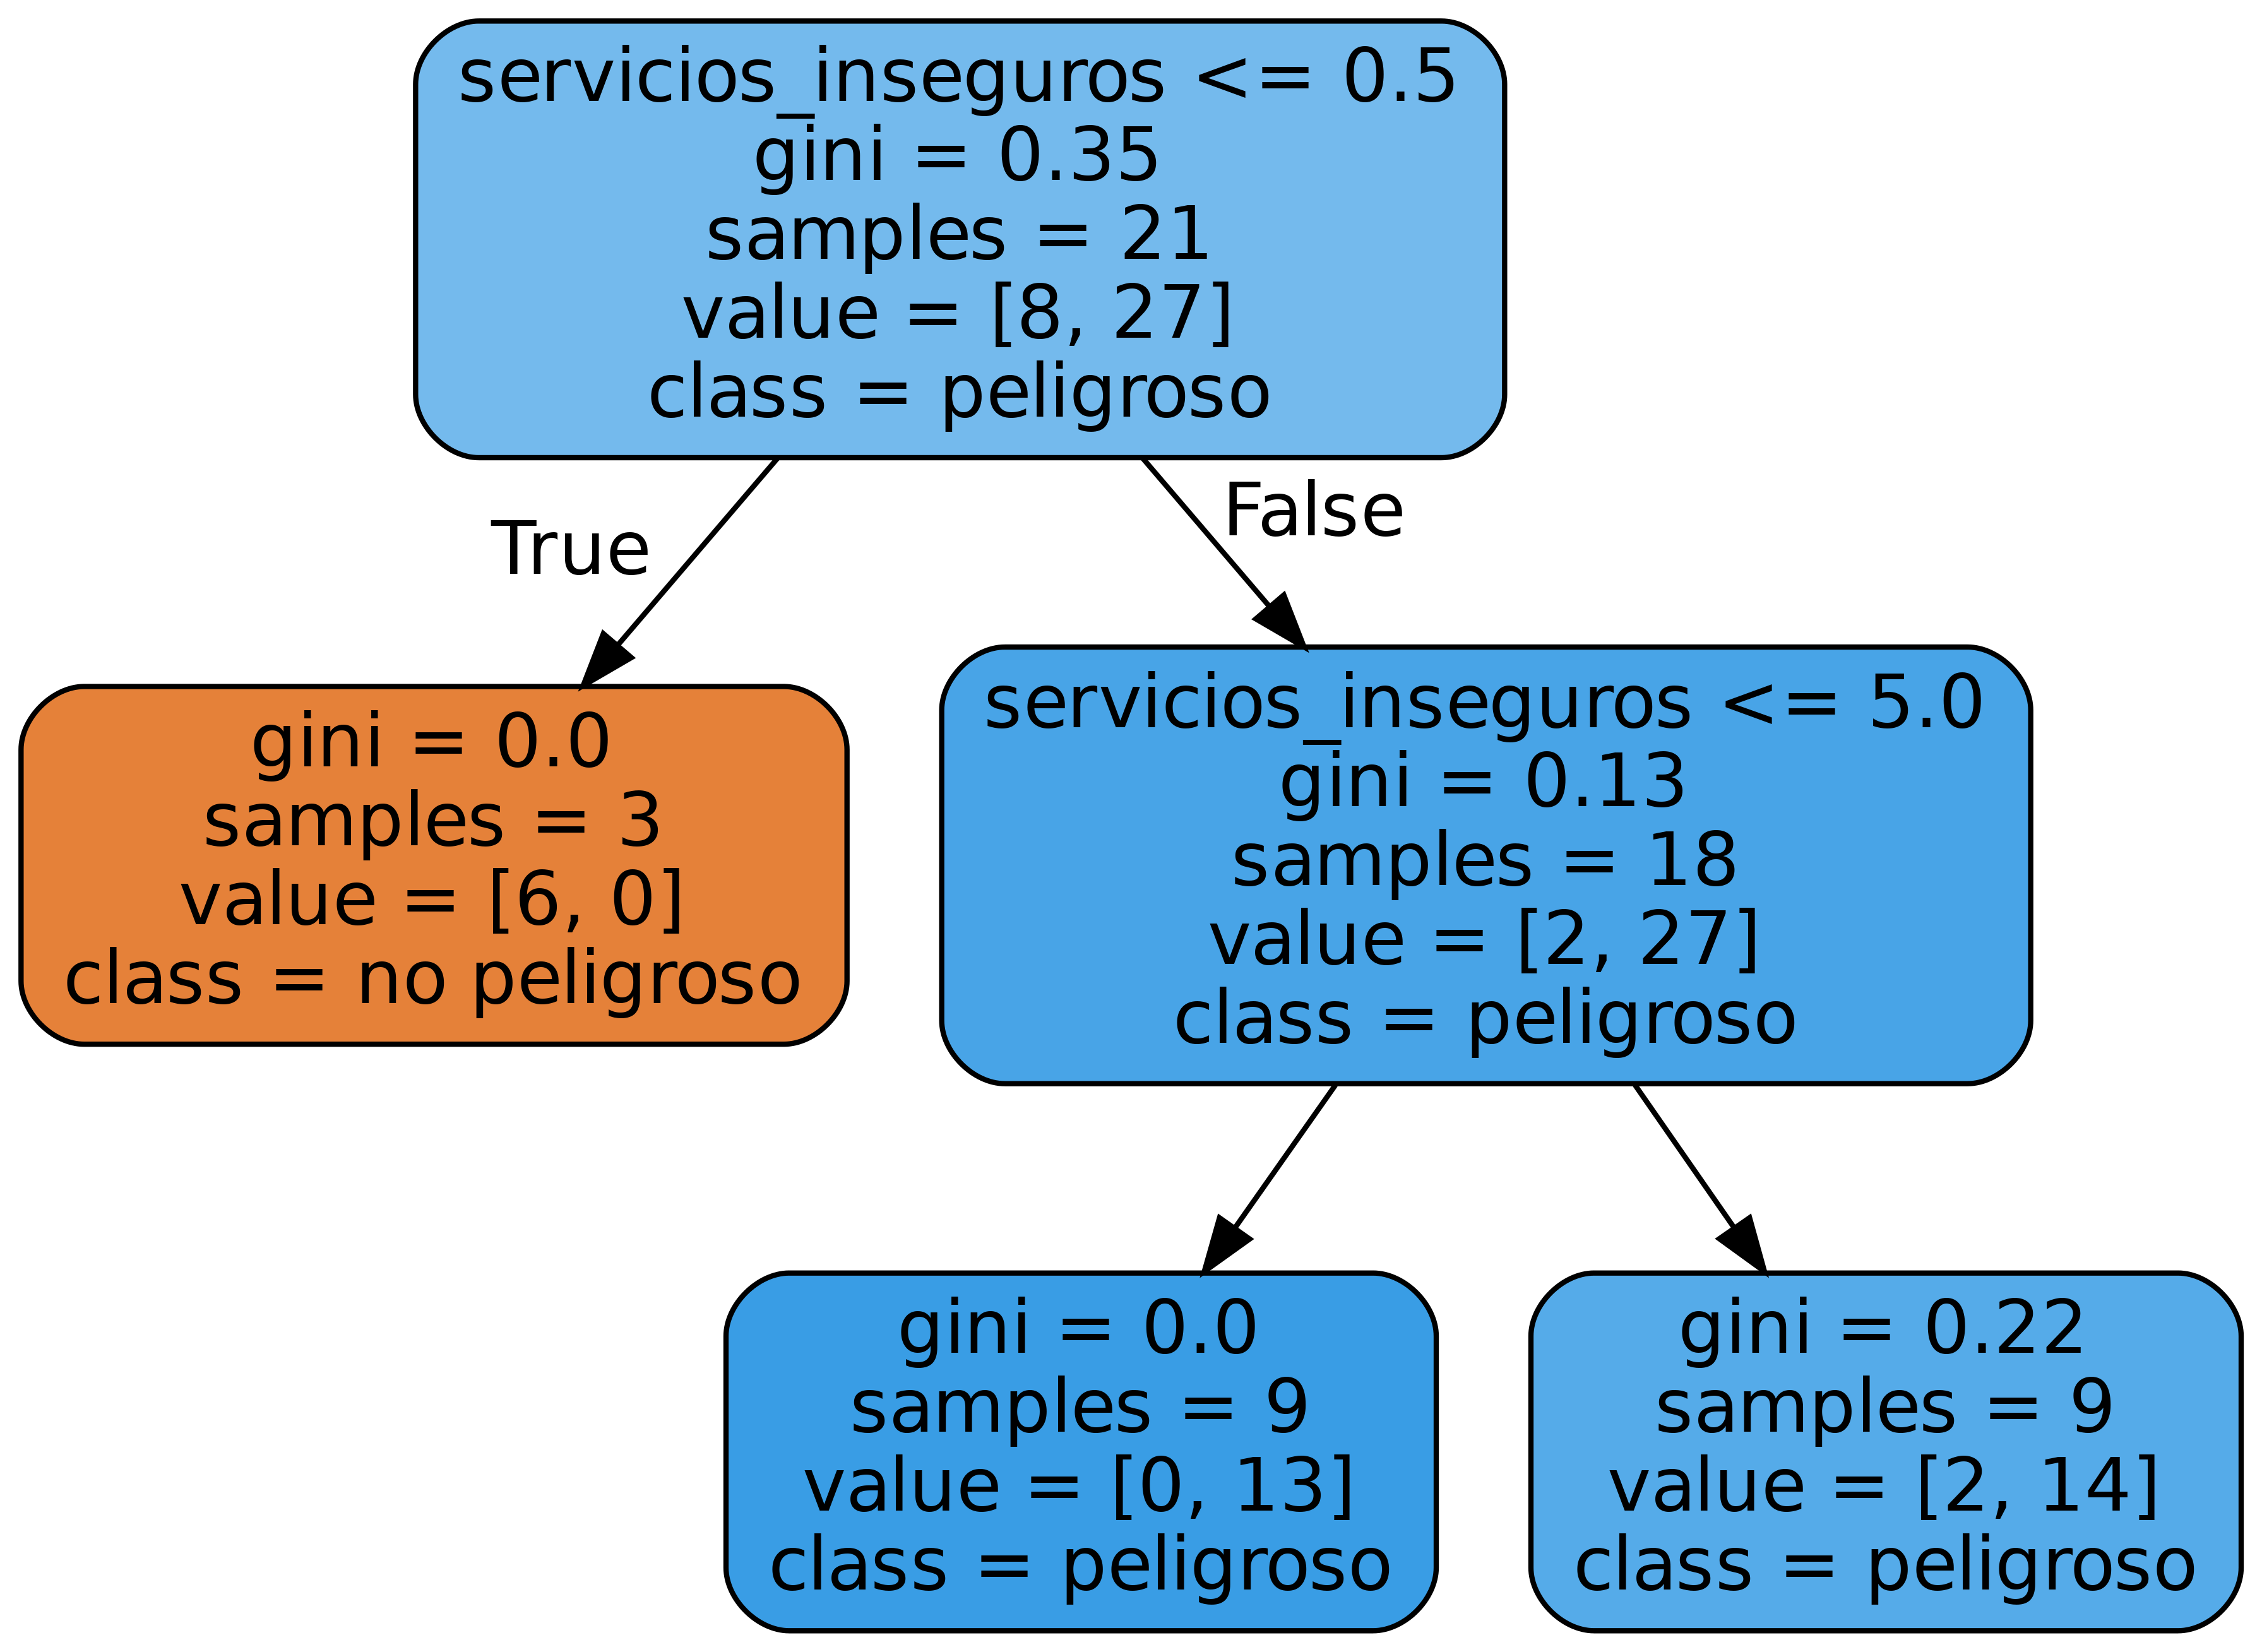 servicios_inseguros <= 0.5
gini = 0.35
samples = 21
value = [8, 27]
class = peligroso
True
False
gini = 0.0
samples = 3
value = [6, 0]
class = no peligroso
servicios_inseguros <= 5.0
gini = 0.13
samples = 18
value = [2, 27]
class = peligroso
gini = 0.0
samples = 9
value = [0, 13]
class = peligroso
gini = 0.22
samples = 9
value = [2, 14]
class = peligroso